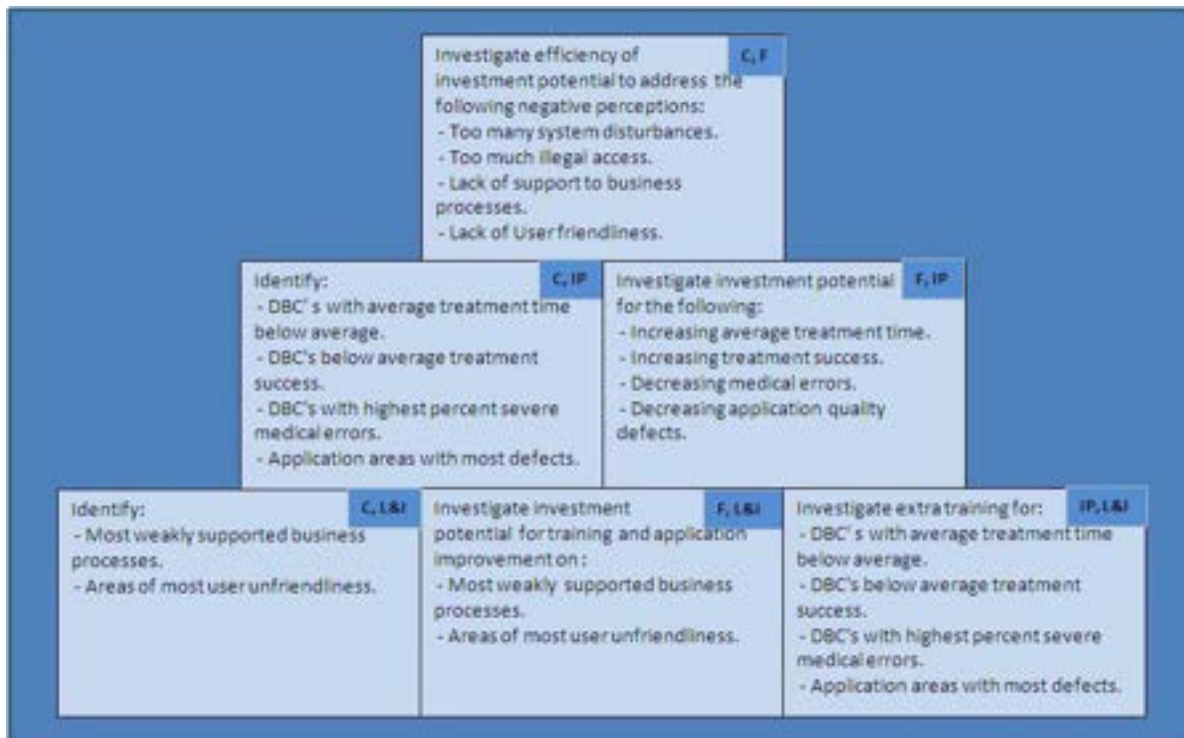 Investigate efficiency of
investment potential to address the
following negative perceptions:
- Too many system disturbances.
- Too much illegal access.
- Lack of support to business
processes.
- Lack of User friendliness.
C, F
Identify:
- DBC' s with average treatment time
below average.
- DBC's below average treatment
success.
- DBC's with highest percent severe
medical errors.
- Application areas with most defects.
C, IP
Investigate investment potential
for the following:
- Increasing average treatment time.
- Increasing treatment success.
- Decreasing medical errors.
- Decreasing application quality
defects.
F, IP
Identify:
- Most weakly supported business
processes.
- Areas of most user unfriendliness.
C, L&I
Investigate investment
potential for training and application
improvement on :
- Most weakly supported business
processes.
- Areas of most user unfriendliness.
F, L&I
Investigate extra training for:
- DBC' s with average treatment time
below average.
- DBC's below average treatment
success.
- DBC's with highest percent severe
medical errors.
- Application areas with most defects.
IP, L&I